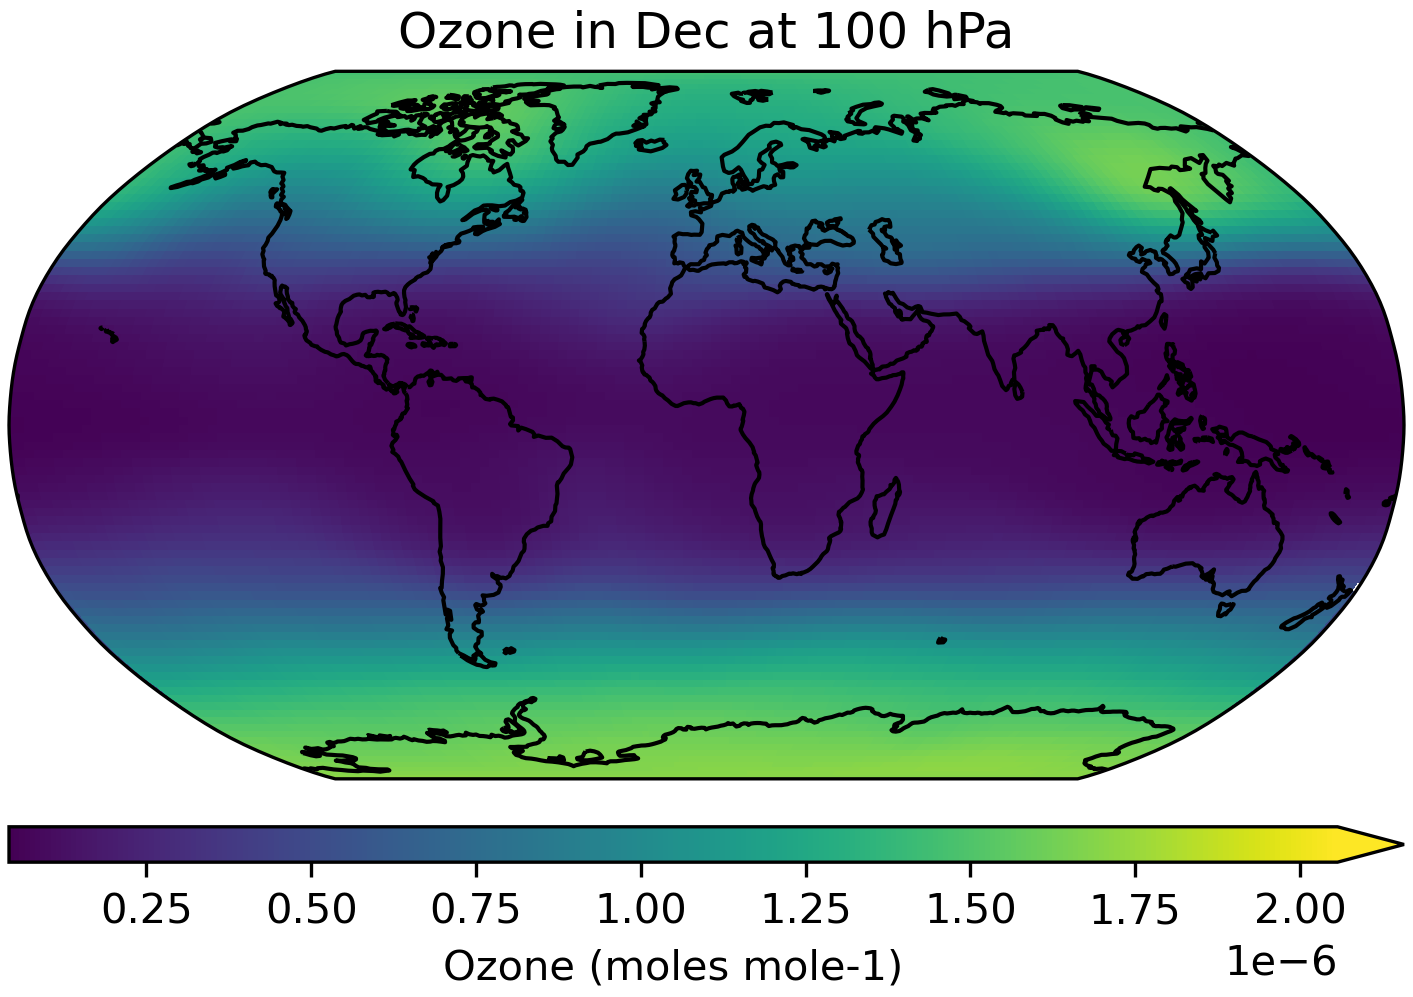 Ozone in Dec at 100 hPa
0.25 0.50 0.75 1.00 1.25 1.50 1.75 2.00
Ozone (moles mole-1)
1e−6